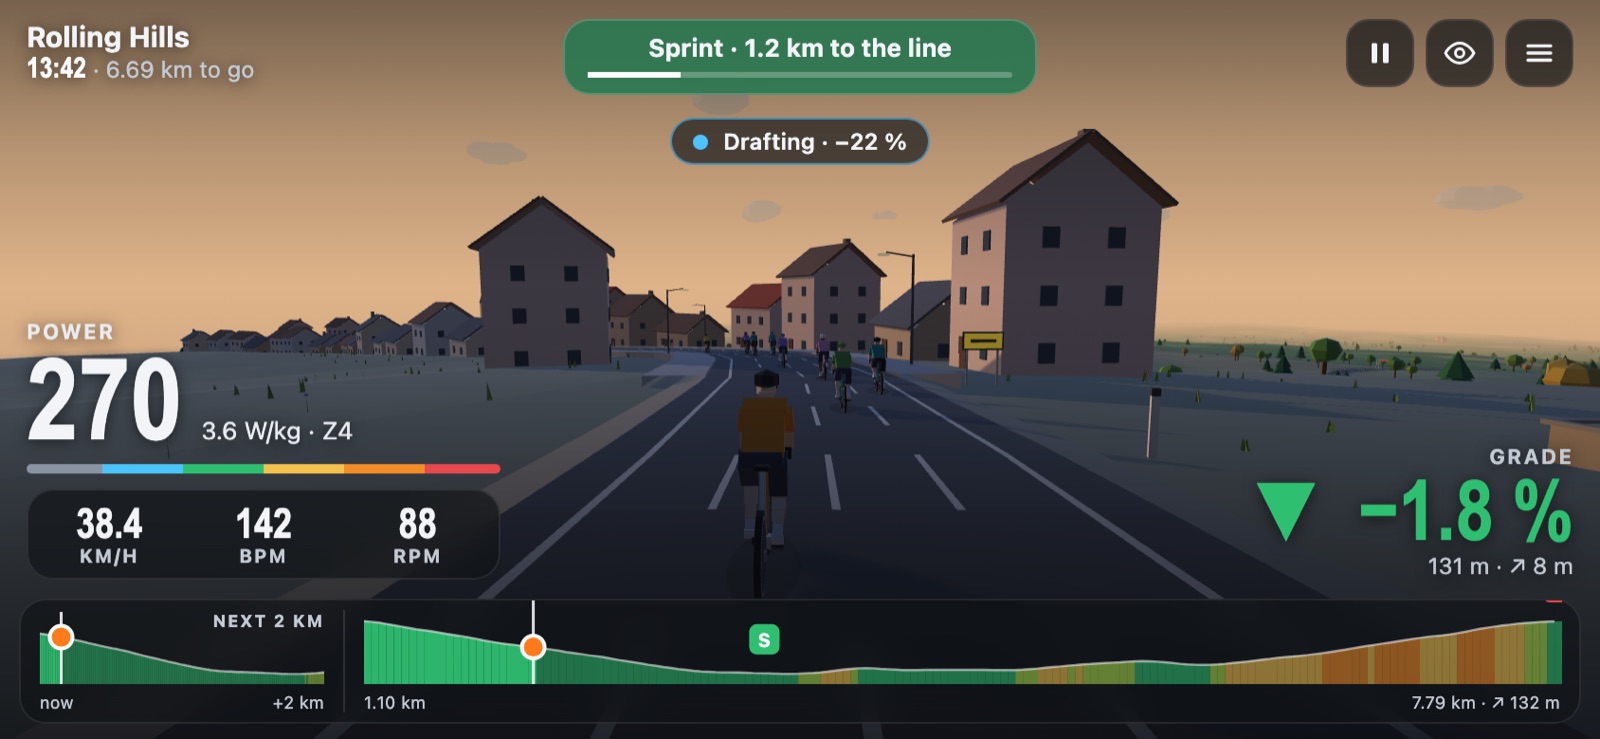 Rolling Hills
13:42 · 6.69 km to go
Sprint · 1.2 km to the line
Drafting · −22 %
POWER
270
3.6 W/kg · Z4
38.4
KM/H
142
BPM
88
RPM
GRADE
−1.8 %
131 m · ↗ 8 m
NEXT 2 KM
now
+2 km
S
1.10 km
7.79 km · ↗ 132 m